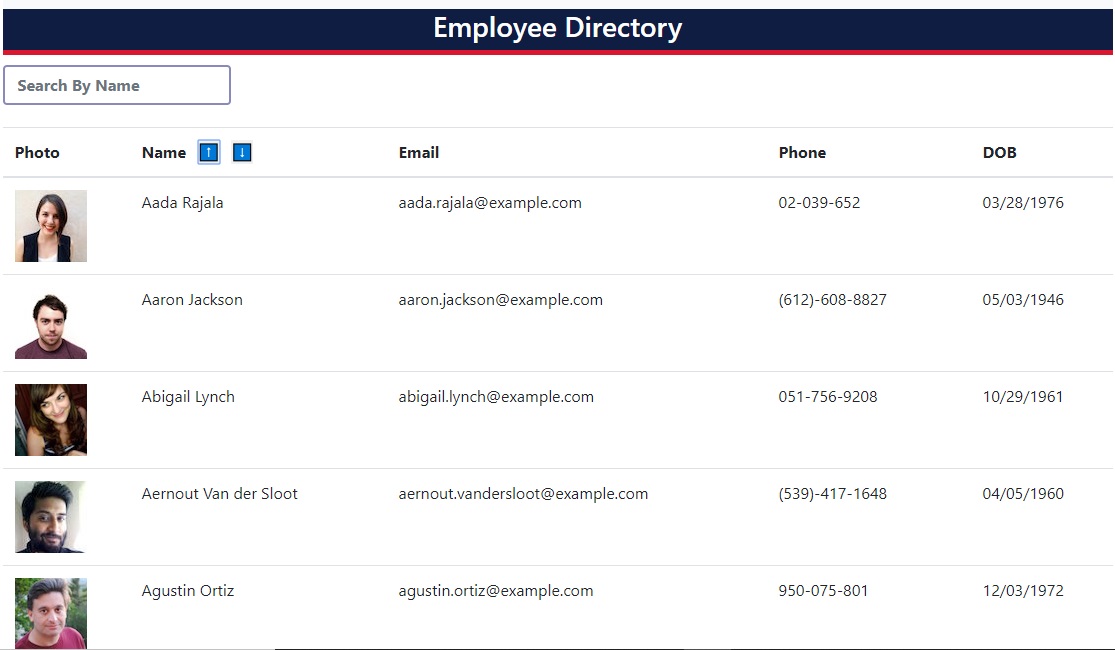 Employee Directory
Search By Name
Photo Name ↑ ↓ Email Phone DOB
Aada Rajala aada.rajala@example.com 02-039-652 03/28/1976
Aaron Jackson aaron.jackson@example.com (612)-608-8827 05/03/1946
Abigail Lynch abigail.lynch@example.com 051-756-9208 10/29/1961
Aernout Van der Sloot aernout.vandersloot@example.com (539)-417-1648 04/05/1960
Agustin Ortiz agustin.ortiz@example.com 950-075-801 12/03/1972